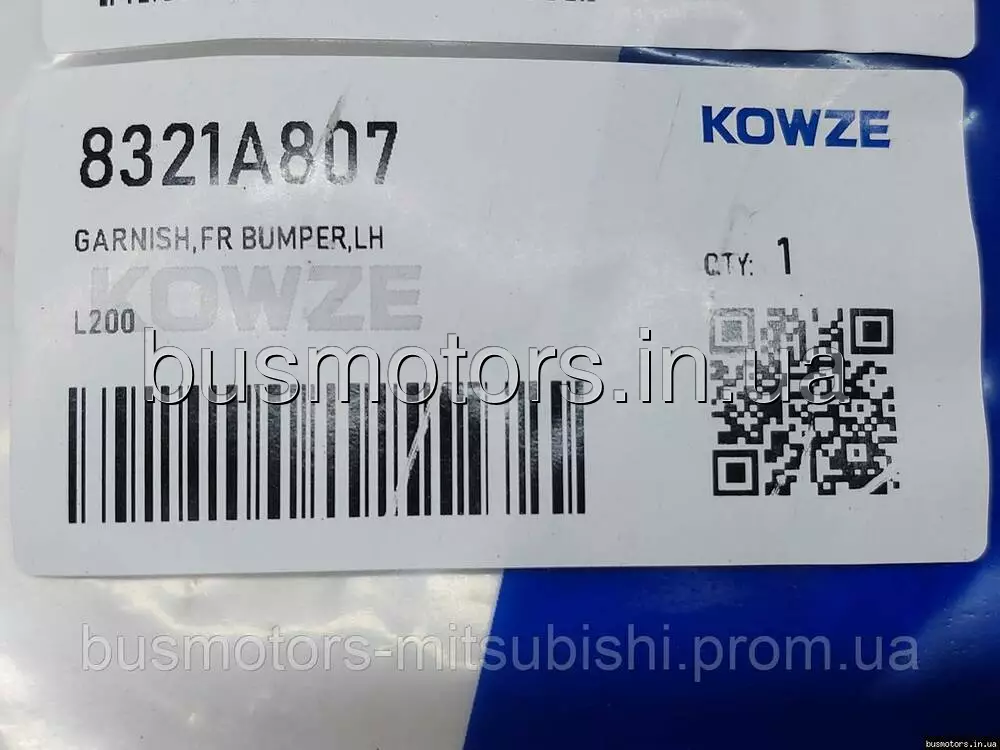 8321A807
KOWZE
GARNISH,FR BUMPER,LH
QTY: 1
KOWZE
L200
busmotors.in.ua
busmotors-mitsubishi.prom.ua
busmotors.in.ua